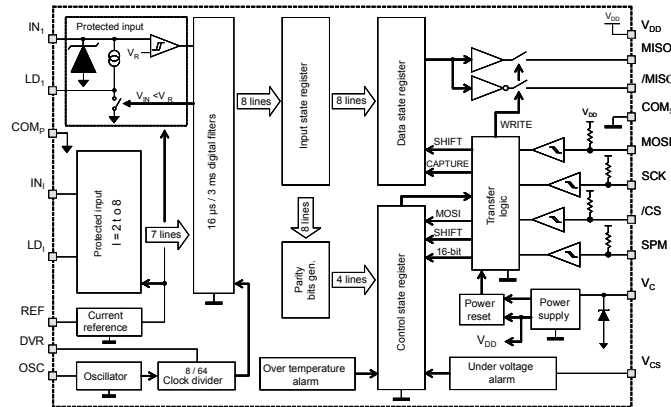 IN1
Protected input
VR
VDD
VDD
MISO
/MISO
LD1
VIN <VR
8 lines
8 lines
COMP
WRITE
COM
VDD
MOSI
SHIFT
CAPTURE
SCK
INI
Protected input
I = 2 to 8
7 lines
16 µs / 3 ms digital filters
Input state register
Data state register
8 lines
Transfer logic
MOSI
SHIFT
16-bit
/CS
SPM
LDI
Parity
bits gen.
4 lines
Control state register
REF
Current
reference
Power
reset
Power
supply
VC
VDD
DVR
OSC
Oscillator
8 / 64
Clock divider
Over temperature
alarm
Under voltage
alarm
VCS